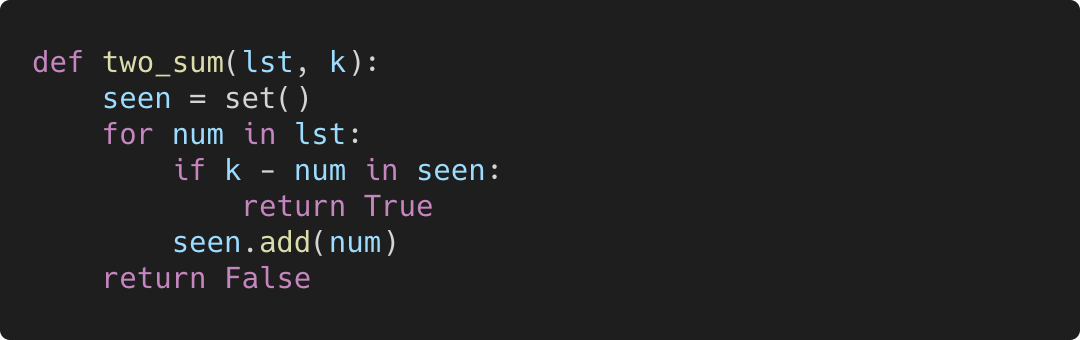 def two_sum(lst, k):
    seen = set()
    for num in lst:
        if k - num in seen:
            return True
        seen.add(num)
    return False